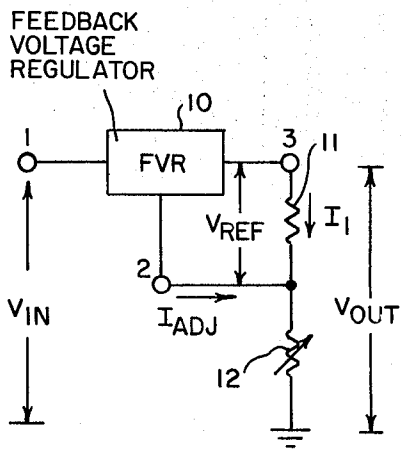 FEEDBACK
VOLTAGE
REGULATOR
10
1
FVR
3
11
VREF
I1
2
IADJ
VIN
VOUT
12